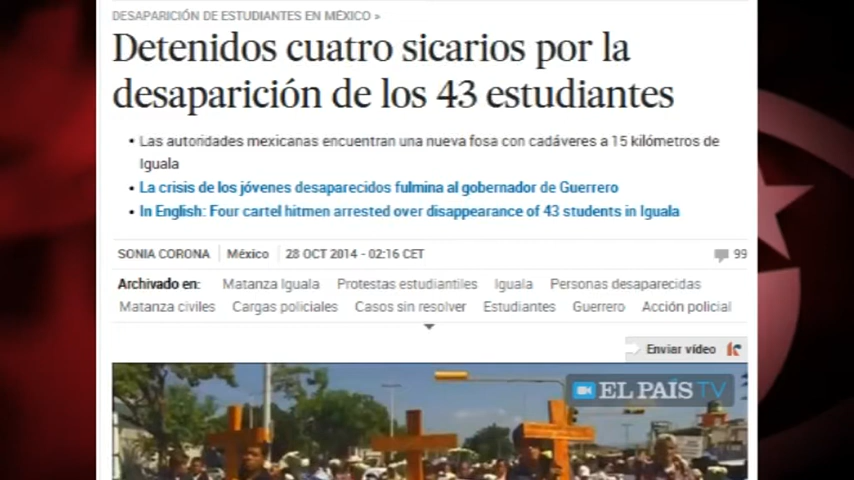 DESAPARICIÓN DE ESTUDIANTES EN MÉXICO »
Detenidos cuatro sicarios por la
desaparición de los 43 estudiantes
• Las autoridades mexicanas encuentran una nueva fosa con cadáveres a 15 kilómetros de
Iguala
• La crisis de los jóvenes desaparecidos fulmina al gobernador de Guerrero
• In English: Four cartel hitmen arrested over disappearance of 43 students in Iguala
SONIA CORONA | México | 28 OCT 2014 - 02:16 CET 99
Archivado en: Matanza Iguala Protestas estudiantiles Iguala Personas desaparecidas
Matanza civiles Cargas policiales Casos sin resolver Estudiantes Guerrero Acción policial
Enviar vídeo
EL PAÍS TV